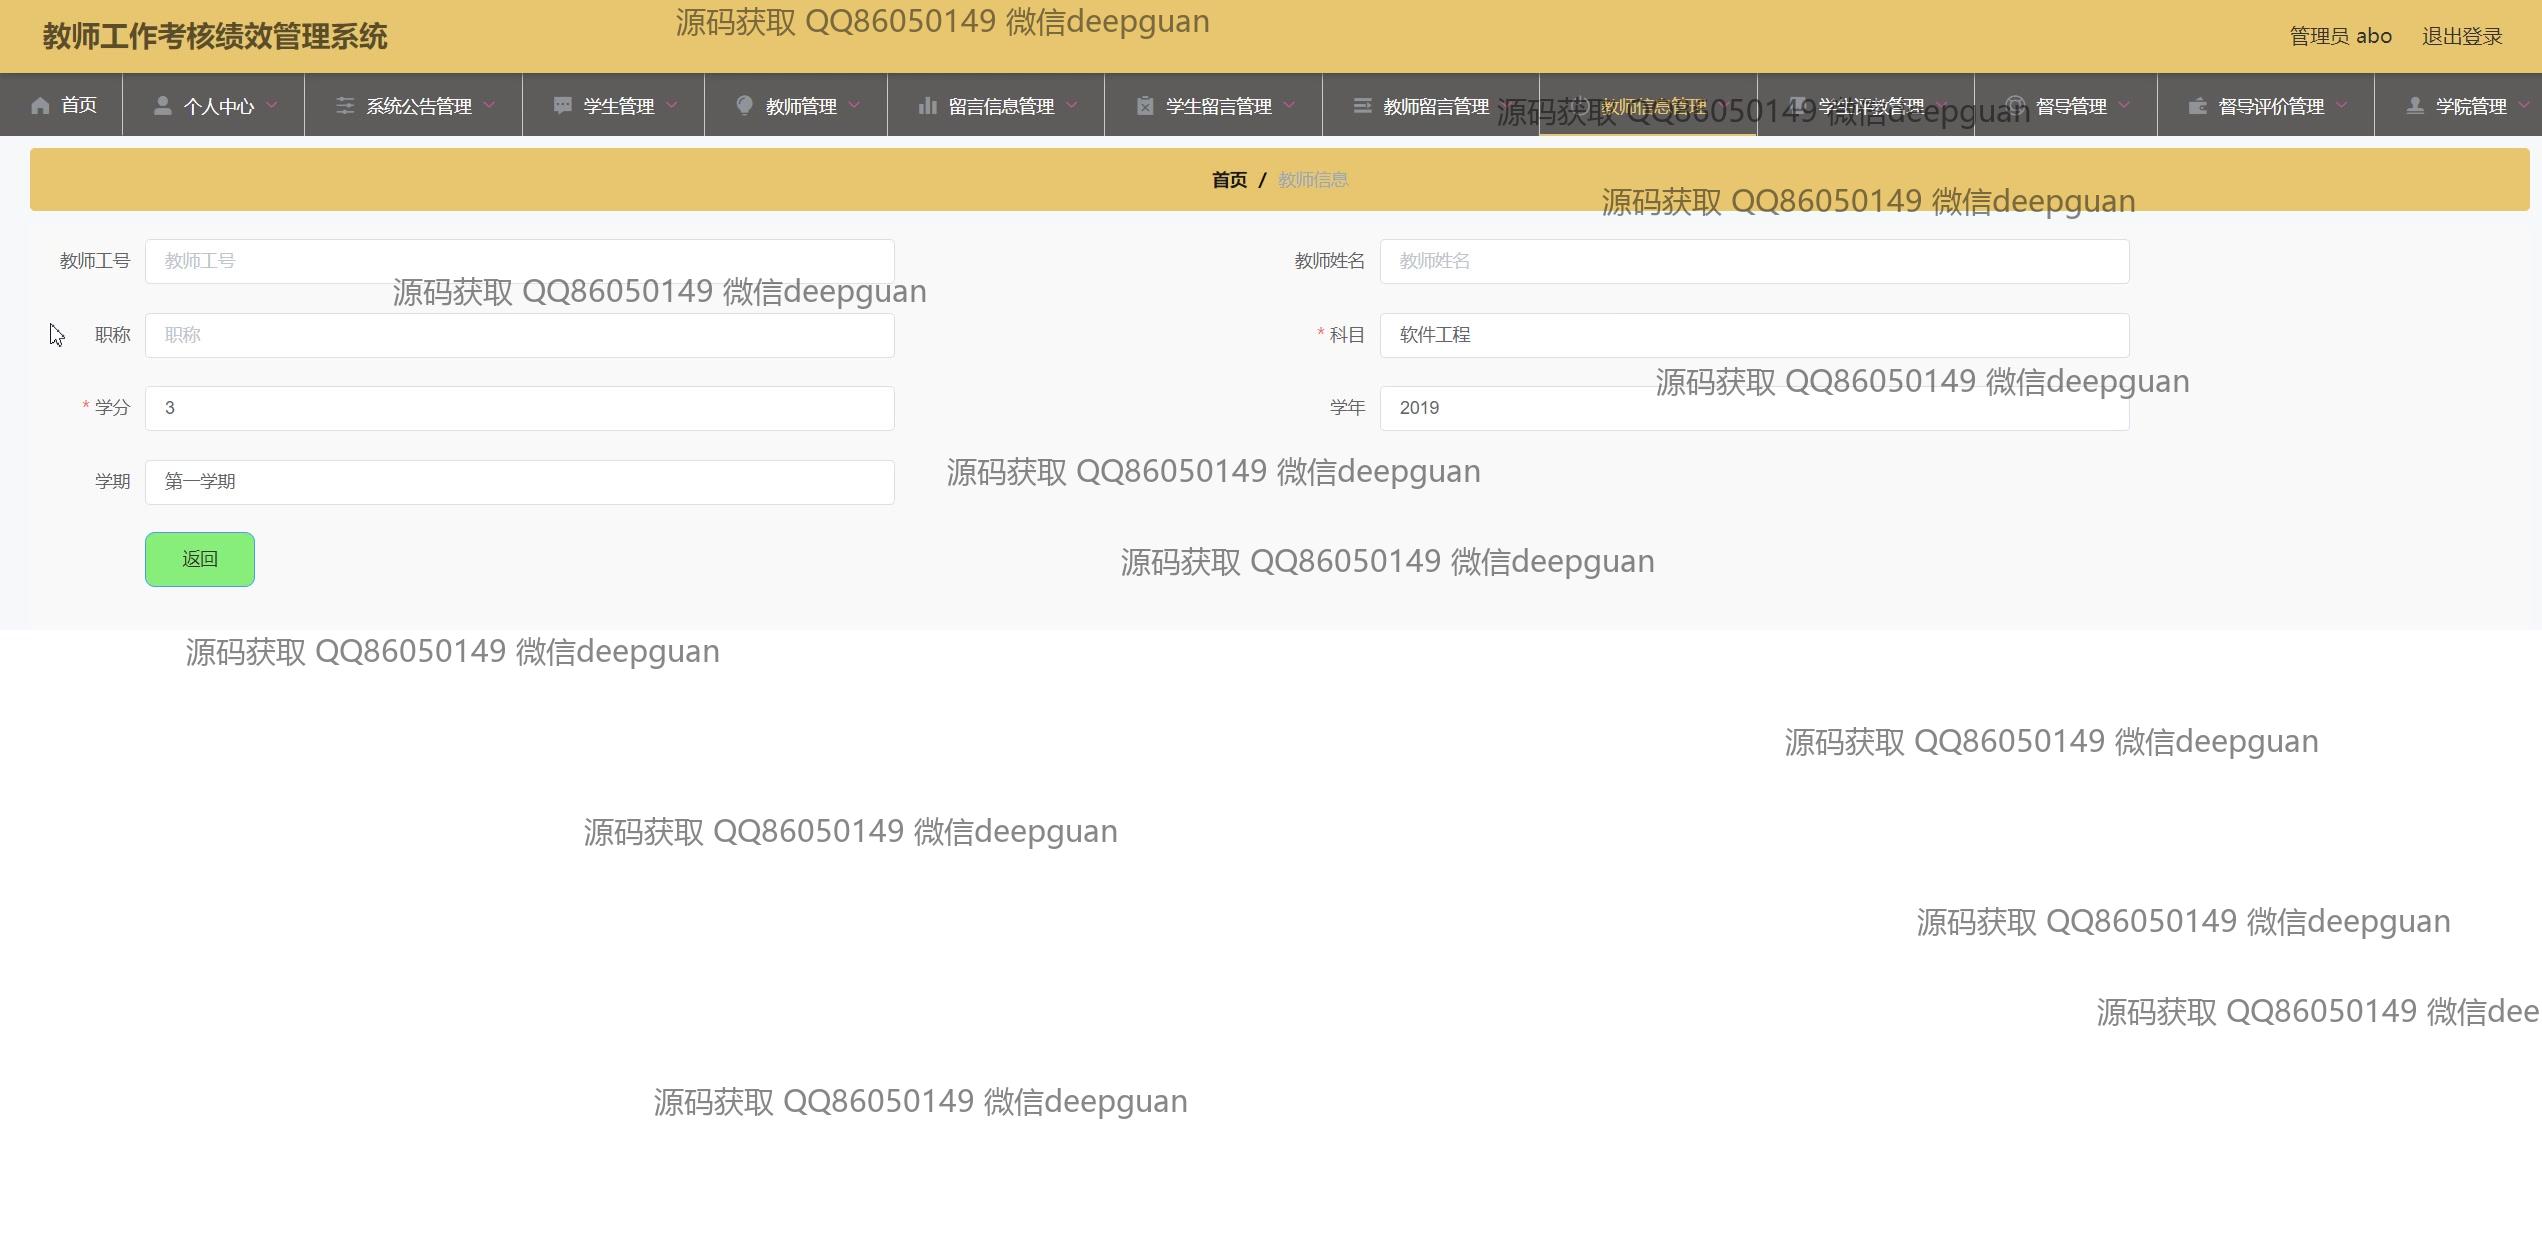 教师工作考核绩效管理系统
源码获取 QQ86050149 微信deepguan
管理员 abo 退出登录
首页 个人中心 系统公告管理 学生管理 教师管理 留言信息管理 学生留言管理 教师留言管理 教师信息管理 学生评教管理 督导管理 督导评价管理 学院管理
源码获取 QQ86050149 微信deepguan
首页 / 教师信息
源码获取 QQ86050149 微信deepguan
教师工号 教师工号
教师姓名 教师姓名
源码获取 QQ86050149 微信deepguan
职称 职称
* 科目 软件工程
源码获取 QQ86050149 微信deepguan
* 学分 3
学年 2019
源码获取 QQ86050149 微信deepguan
学期 第一学期
返回
源码获取 QQ86050149 微信deepguan
源码获取 QQ86050149 微信deepguan
源码获取 QQ86050149 微信deepguan
源码获取 QQ86050149 微信deepguan
源码获取 QQ86050149 微信deepguan
源码获取 QQ86050149 微信dee
源码获取 QQ86050149 微信deepguan